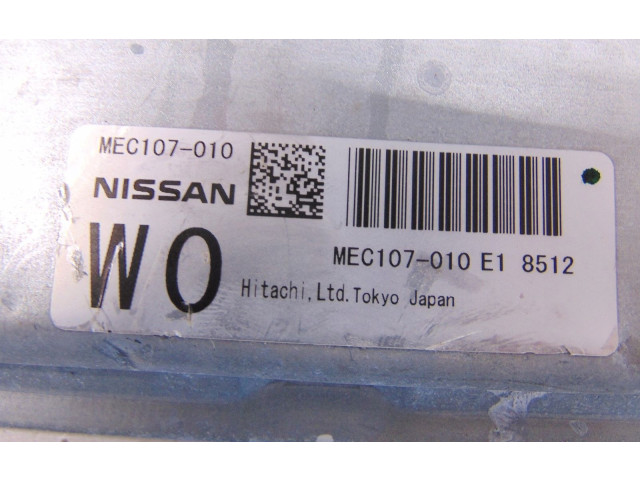 MEC107-010
NISSAN
WO
MEC107-010 E1 8512
Hitachi,Ltd.Tokyo Japan